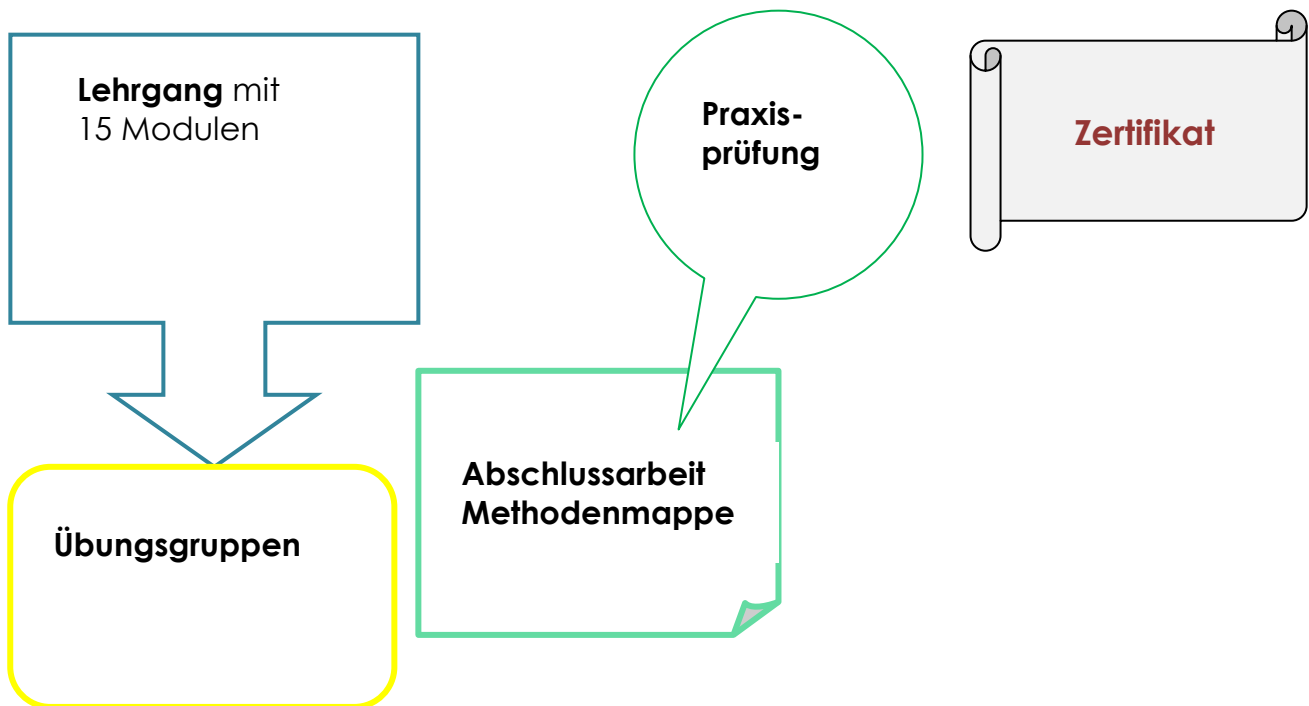 Lehrgang mit
15 Modulen
Praxis-
prüfung
Zertifikat
Abschlussarbeit
Methodenmappe
Übungsgruppen